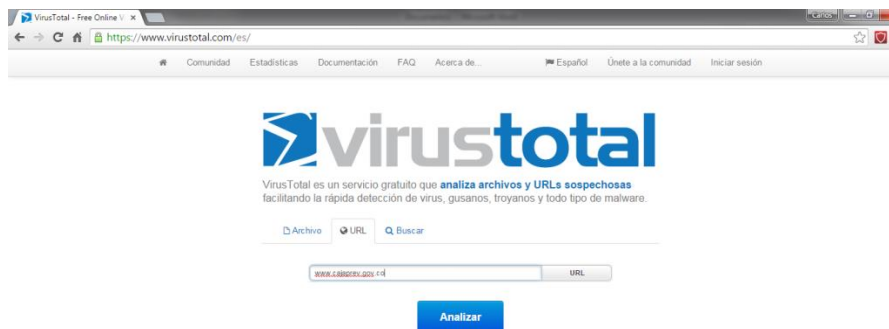 VirusTotal - Free Online V
Carlos
https://www.virustotal.com/es/
Comunidad Estadísticas Documentación FAQ Acerca de... Español Únete a la comunidad Iniciar sesión
virustotal
VirusTotal es un servicio gratuito que analiza archivos y URLs sospechosas
facilitando la rápida detección de virus, gusanos, troyanos y todo tipo de malware.
Archivo URL Buscar
www.cajaprev.gov.co URL
Analizar